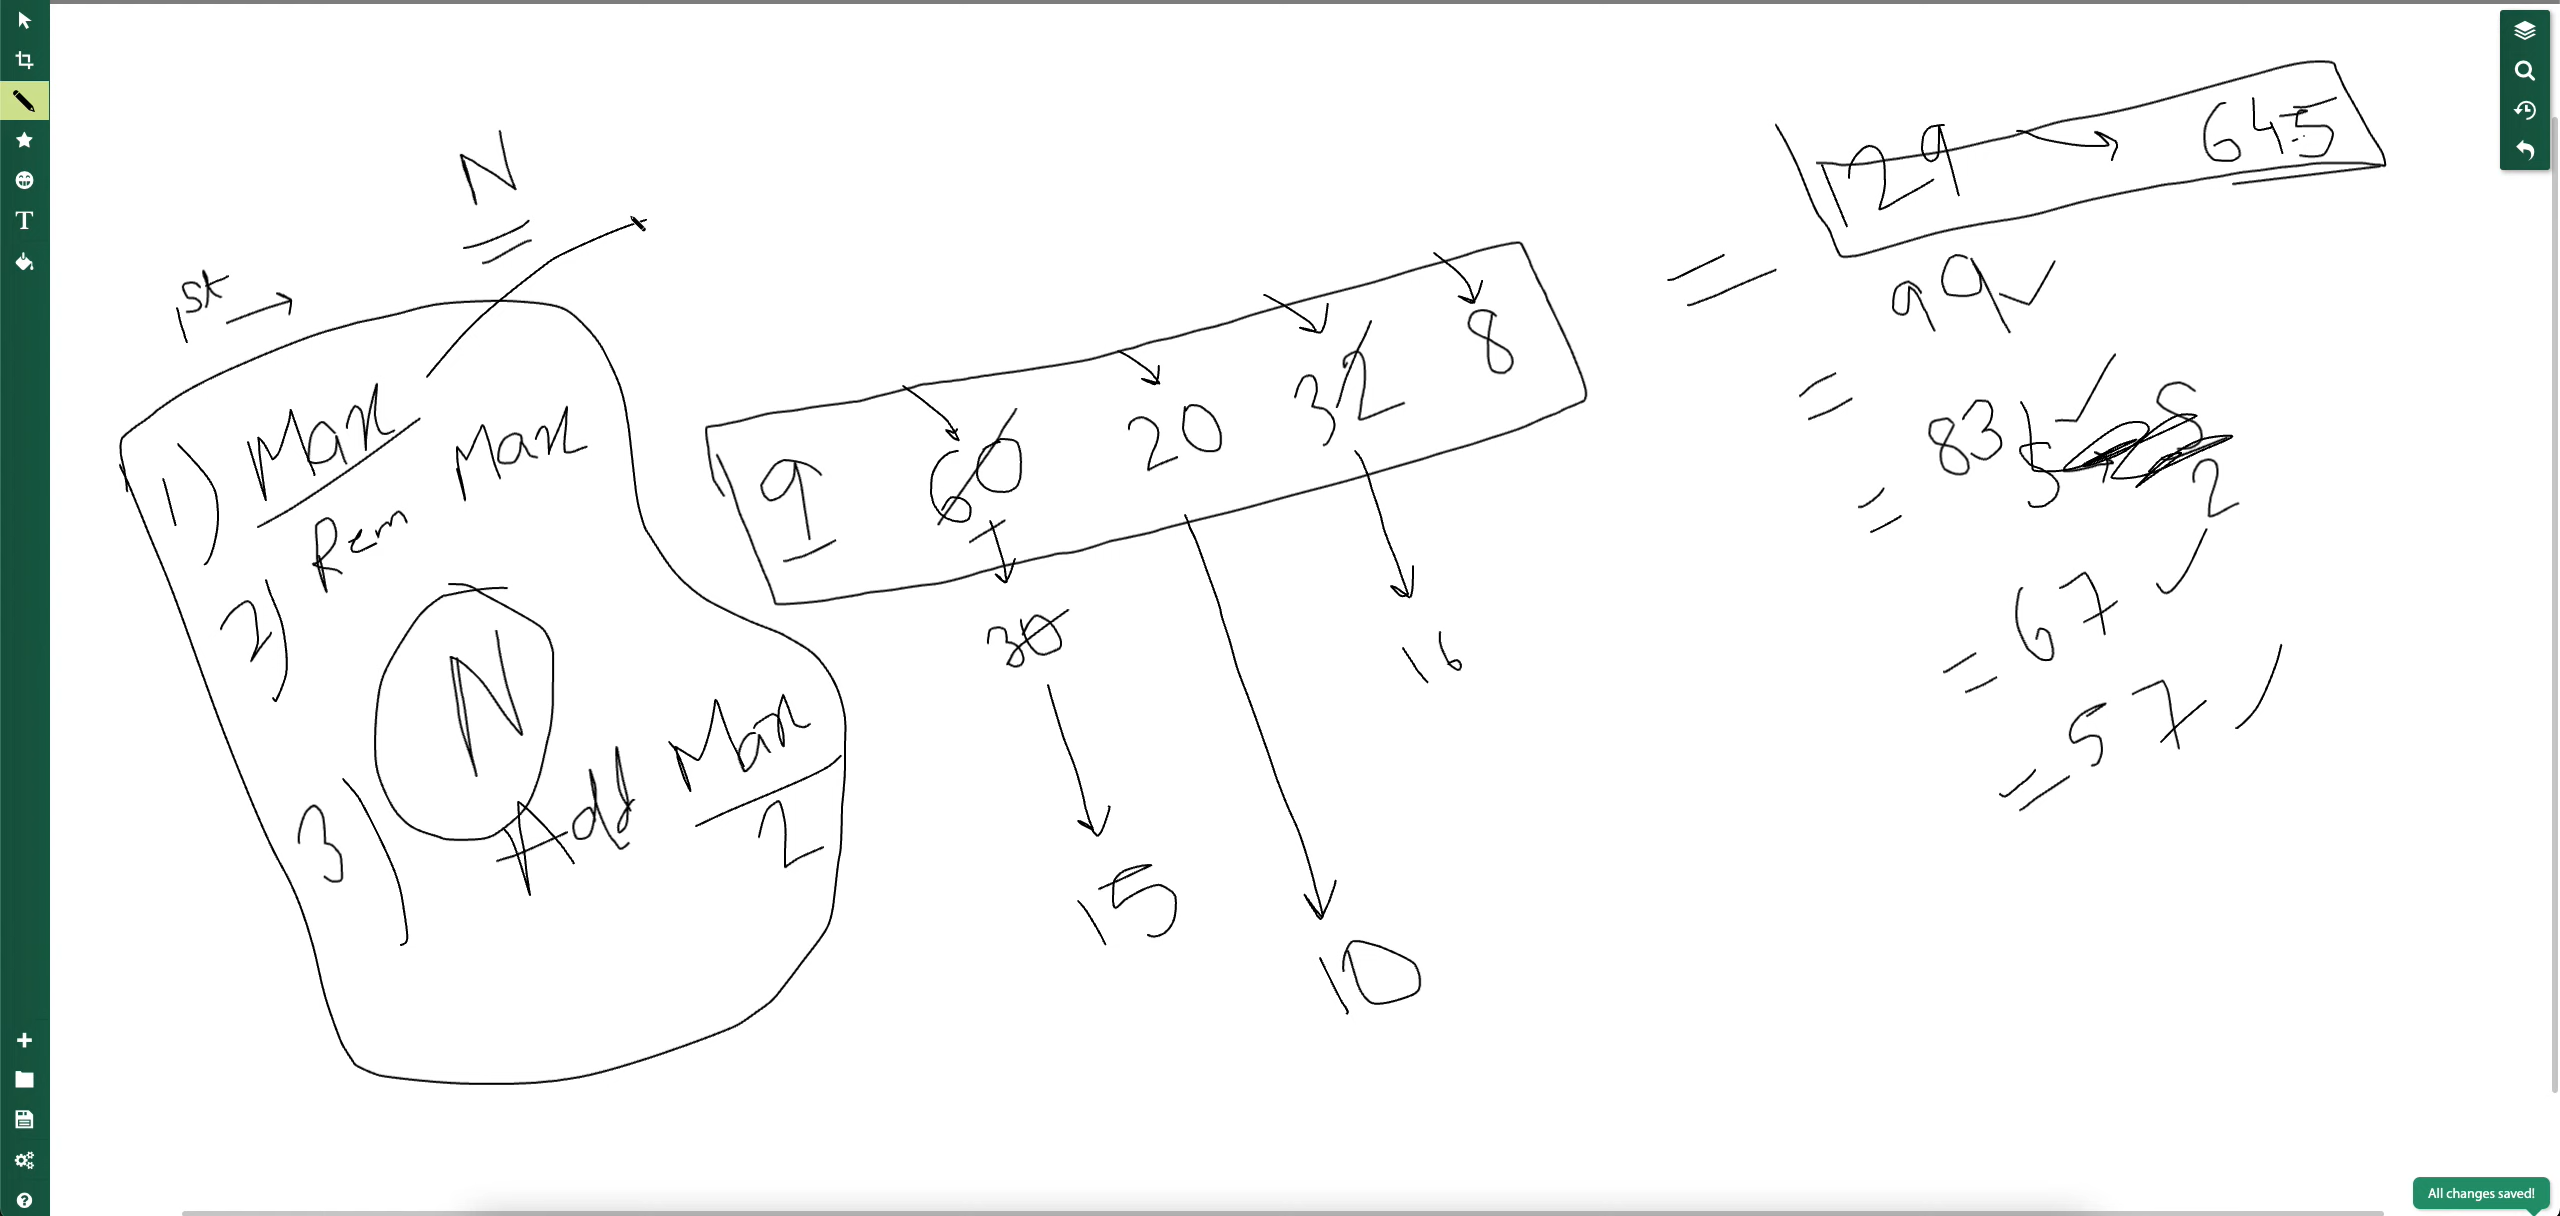 N
1st
1) Max Max
2) Rem
N
3) Add Max
2
9 60 20 32 8
30 16
15
10
129 → 645
= 99
= 83
= 67
= 57
5
2
T
All changes saved!